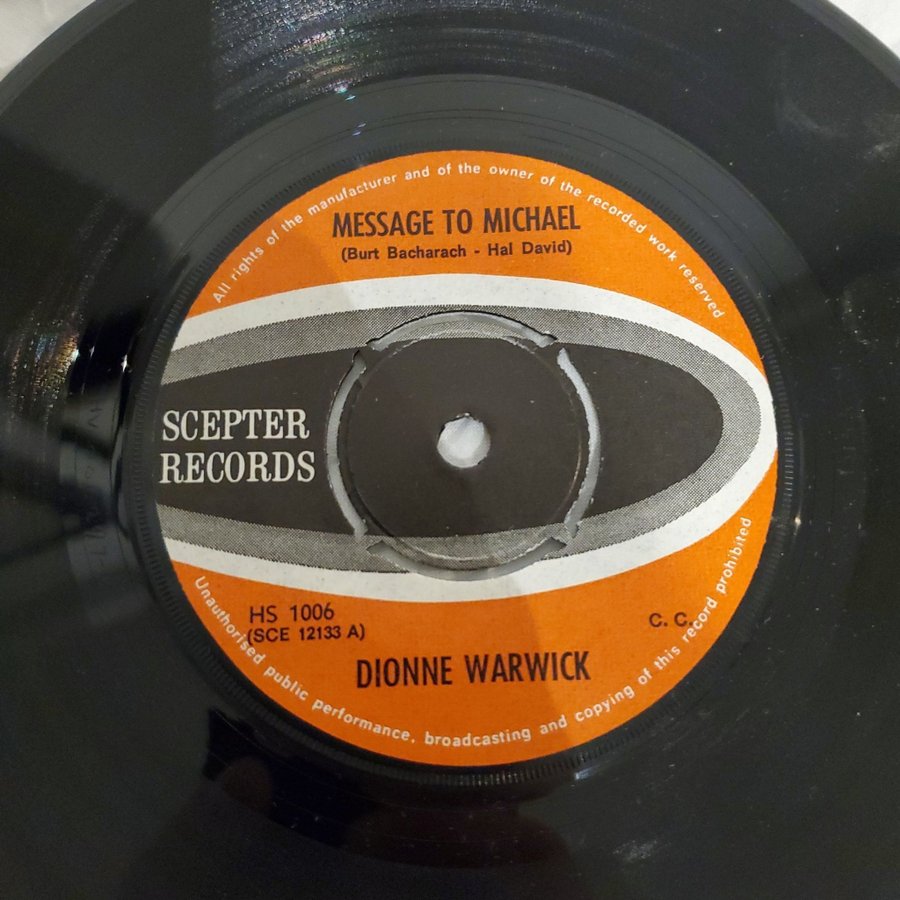 All rights of the manufacturer and of the owner of the recorded work reserved
MESSAGE TO MICHAEL
(Burt Bacharach - Hal David)
SCEPTER
RECORDS
HS 1006
(SCE 12133 A)
C. C.
DIONNE WARWICK
Unauthorised public performance. broadcasting and copying of this record prohibited